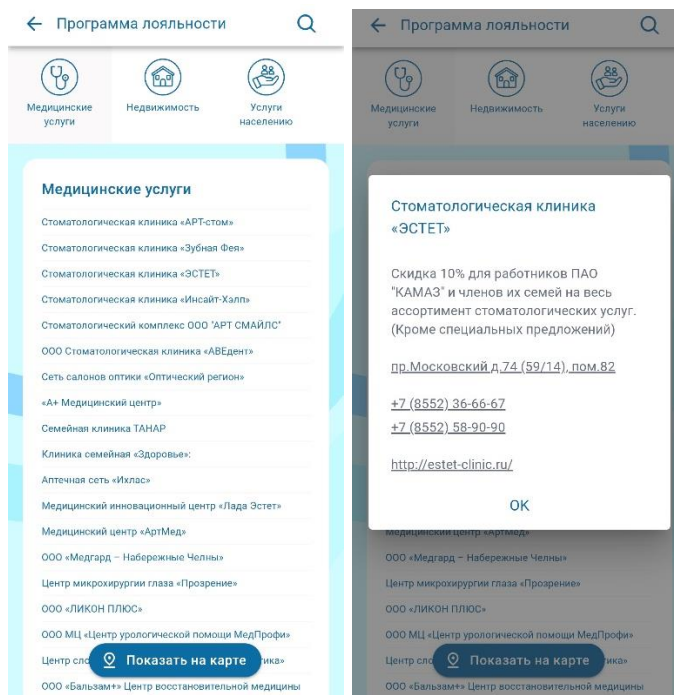 Программа лояльности
Медицинские
услуги
Недвижимость
Услуги
населению
Медицинские услуги
Стоматологическая клиника «АРТ-стом»
Стоматологическая клиника «Зубная Фея»
Стоматологическая клиника «ЭСТЕТ»
Стоматологическая клиника «Инсайт-Хэлп»
Стоматологический комплекс ООО "АРТ СМАЙЛС"
ООО Стоматологическая клиника «АВЕдент»
Сеть салонов оптики «Оптический регион»
«А+ Медицинский центр»
Семейная клиника ТАНАР
Клиника семейная «Здоровье»:
Аптечная сеть «Ихлас»
Медицинский инновационный центр «Лада Эстет»
Медицинский центр «АртМед»
ООО «Медгард – Набережные Челны»
Центр микрохирургии глаза «Прозрение»
ООО «ЛИКОН ПЛЮС»
ООО МЦ «Центр урологической помощи МедПрофи»
Центр
Показать на карте
ООО «Бальзам+» Центр восстановительной медицины
Программа лояльности
Медицинские
услуги
Недвижимость
Услуги
населению
Стоматологическая клиника
«ЭСТЕТ»
Скидка 10% для работников ПАО
"КАМАЗ" и членов их семей на весь
ассортимент стоматологических услуг.
(Кроме специальных предложений)
пр.Московский д.74 (59/14), пом.82
+7 (8552) 36-66-67
+7 (8552) 58-90-90
http://estet-clinic.ru/
OK
Медицинский центр «АртМед»
ООО «Медгард – Набережные Челны»
Центр микрохирургии глаза «Прозрение»
ООО «ЛИКОН ПЛЮС»
ООО МЦ «Центр урологической помощи МедПрофи»
Центр
Показать на карте
ООО «Бальзам+» Центр восстановительной медицины